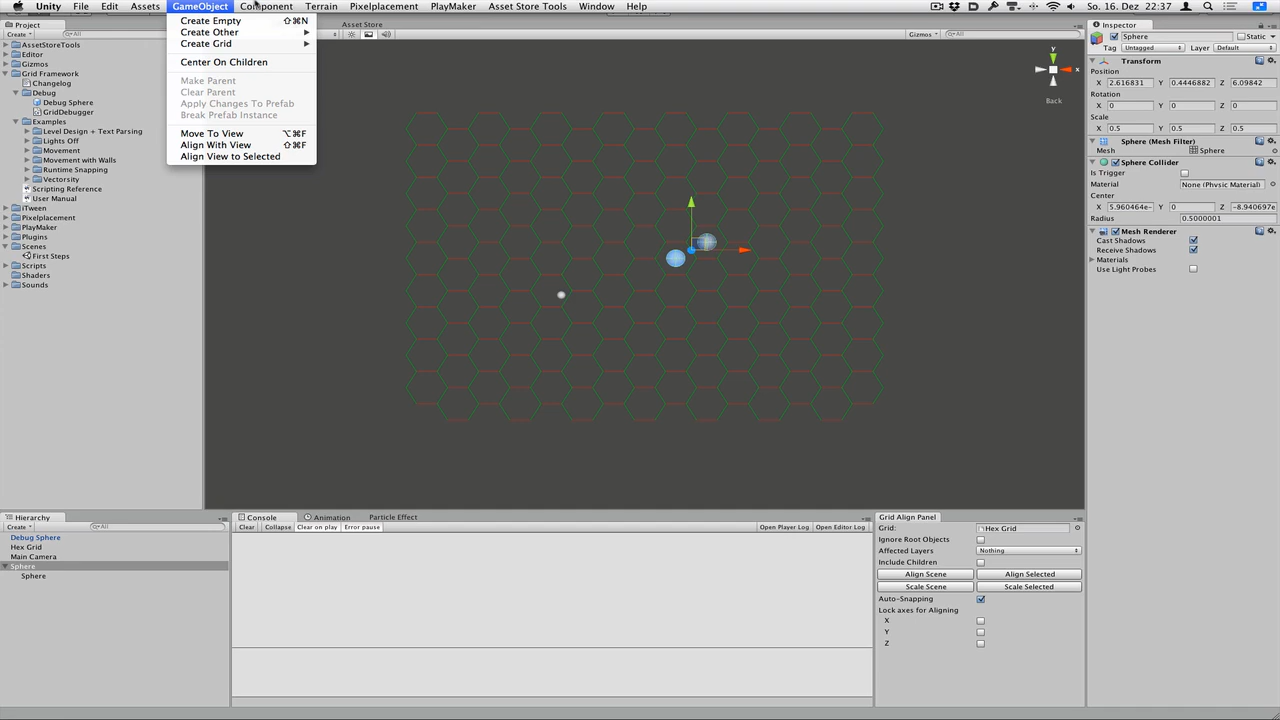 Unity File Edit Assets GameObject Component Terrain Pixelplacement PlayMaker Asset Store Tools Window Help
So. 16. Dez 22:37
Project
Create
All
AssetStoreTools
Editor
Gizmos
Grid Framework
Changelog
Debug
Debug Sphere
GridDebugger
Examples
Level Design + Text Parsing
Lights Off
Movement
Movement with Walls
Runtime Snapping
Vectorsity
Scripting Reference
User Manual
iTween
Pixelplacement
PlayMaker
Plugins
Scenes
First Steps
Scripts
Shaders
Sounds
Create Empty ⇧⌘N
Create Other
Create Grid
Center On Children
Make Parent
Clear Parent
Apply Changes To Prefab
Break Prefab Instance
Move To View ⌥⌘F
Align With View ⇧⌘F
Align View to Selected
Asset Store
Gizmos
All
y
x
Back
Inspector
Sphere Static
Tag Untagged Layer Default
Transform
Position
X 2.616831 Y 0.4446882 Z 6.09842
Rotation
X 0 Y 0 Z 0
Scale
X 0.5 Y 0.5 Z 0.5
Sphere (Mesh Filter)
Mesh Sphere
Sphere Collider
Is Trigger
Material None (Physic Material)
Center
X 5.960464e- Y 0 Z -8.940697e
Radius 0.5000001
Mesh Renderer
Cast Shadows
Receive Shadows
Materials
Use Light Probes
Hierarchy
Create
All
Debug Sphere
Hex Grid
Main Camera
Sphere
Sphere
Console Animation Particle Effect
Clear Collapse Clear on play Error pause Open Player Log Open Editor Log
Grid Align Panel
Grid: Hex Grid
Ignore Root Objects
Affected Layers Nothing
Include Children
Align Scene Align Selected
Scale Scene Scale Selected
Auto-Snapping
Lock axes for Aligning
X
Y
Z